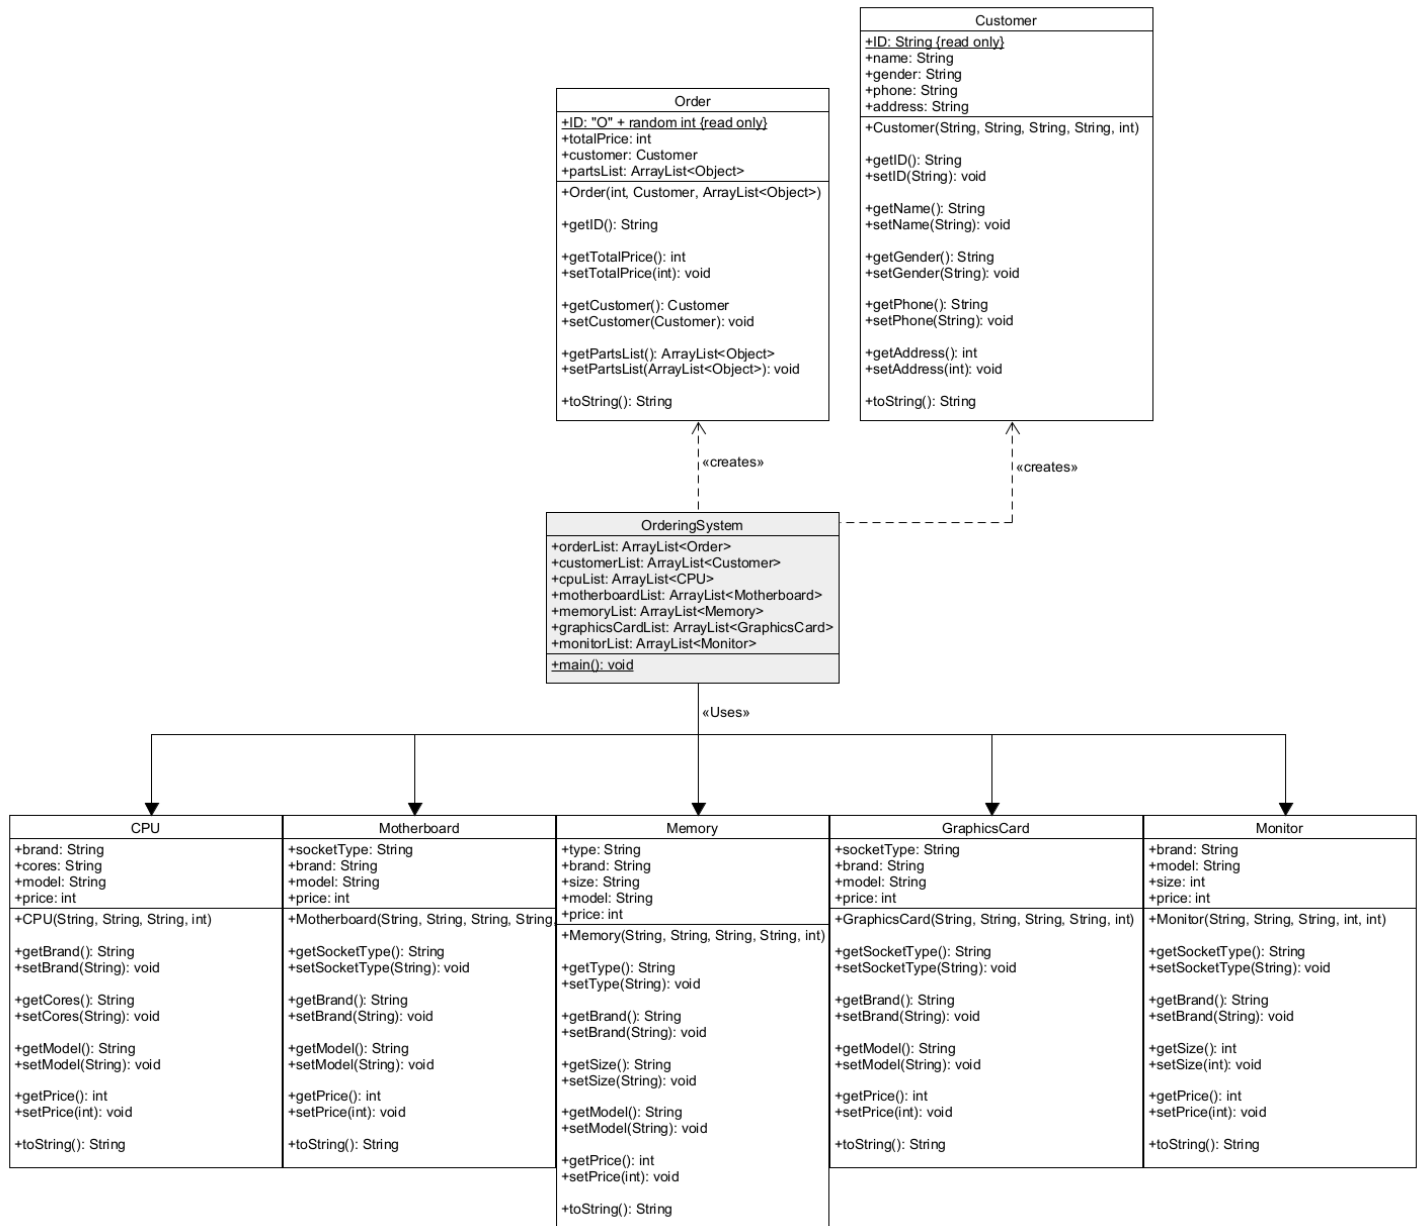 Customer
+ID: String {read only}
+name: String
+gender: String
+phone: String
+address: String
+Customer(String, String, String, String, int)
+getID(): String
+setID(String): void
+getName(): String
+setName(String): void
+getGender(): String
+setGender(String): void
+getPhone(): String
+setPhone(String): void
+getAddress(): int
+setAddress(int): void
+toString(): String
Order
+ID: "O" + random int {read only}
+totalPrice: int
+customer: Customer
+partsList: ArrayList<Object>
+Order(int, Customer, ArrayList<Object>)
+getID(): String
+getTotalPrice(): int
+setTotalPrice(int): void
+getCustomer(): Customer
+setCustomer(Customer): void
+getPartsList(): ArrayList<Object>
+setPartsList(ArrayList<Object>): void
+toString(): String
«creates»
«creates»
OrderingSystem
+orderList: ArrayList<Order>
+customerList: ArrayList<Customer>
+cpuList: ArrayList<CPU>
+motherboardList: ArrayList<Motherboard>
+memoryList: ArrayList<Memory>
+graphicsCardList: ArrayList<GraphicsCard>
+monitorList: ArrayList<Monitor>
+main(): void
«Uses»
CPU
+brand: String
+cores: String
+model: String
+price: int
+CPU(String, String, String, int)
+getBrand(): String
+setBrand(String): void
+getCores(): String
+setCores(String): void
+getModel(): String
+setModel(String): void
+getPrice(): int
+setPrice(int): void
+toString(): String
Motherboard
+socketType: String
+brand: String
+model: String
+price: int
+Motherboard(String, String, String, String,
+getSocketType(): String
+setSocketType(String): void
+getBrand(): String
+setBrand(String): void
+getModel(): String
+setModel(String): void
+getPrice(): int
+setPrice(int): void
+toString(): String
Memory
+type: String
+brand: String
+size: String
+model: String
+price: int
+Memory(String, String, String, String, int)
+getType(): String
+setType(String): void
+getBrand(): String
+setBrand(String): void
+getSize(): String
+setSize(String): void
+getModel(): String
+setModel(String): void
+getPrice(): int
+setPrice(int): void
+toString(): String
GraphicsCard
+socketType: String
+brand: String
+model: String
+price: int
+GraphicsCard(String, String, String, String, int)
+getSocketType(): String
+setSocketType(String): void
+getBrand(): String
+setBrand(String): void
+getModel(): String
+setModel(String): void
+getPrice(): int
+setPrice(int): void
+toString(): String
Monitor
+brand: String
+model: String
+size: int
+price: int
+Monitor(String, String, String, int, int)
+getSocketType(): String
+setSocketType(String): void
+getBrand(): String
+setBrand(String): void
+getSize(): int
+setSize(int): void
+getPrice(): int
+setPrice(int): void
+toString(): String